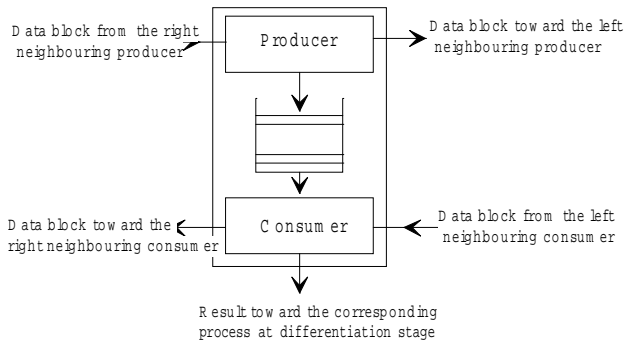 Data block from the right
neighbouring producer
Producer
Data block toward the left
neighbouring producer
Data block toward the
right neighbouring consumer
Consumer
Data block from the left
neighbouring consumer
Result toward the corresponding
process at differentiation stage